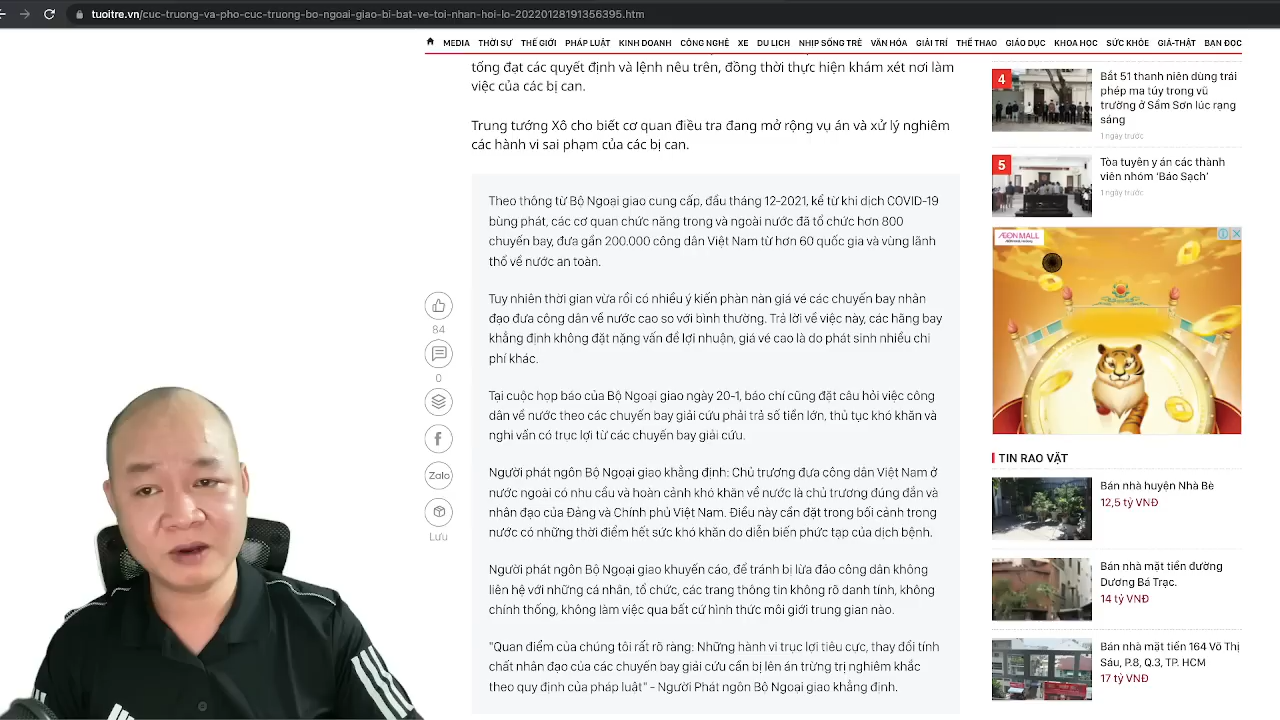 tuoitre.vn/cuc-truong-va-pho-cuc-truong-bo-ngoai-giao-bi-bat-ve-toi-nhan-hoi-lo-20220128191356395.htm
MEDIA THỜI SỰ THẾ GIỚI PHÁP LUẬT KINH DOANH CÔNG NGHỆ XE DU LỊCH NHỊP SỐNG TRẺ VĂN HÓA GIẢI TRÍ THỂ THAO GIÁO DỤC KHOA HỌC SỨC KHỎE GIẢ-THẬT BẠN ĐỌC
tống đạt các quyết định và lệnh nêu trên, đồng thời thực hiện khám xét nơi làm
việc của các bị can.
Trung tướng Xô cho biết cơ quan điều tra đang mở rộng vụ án và xử lý nghiêm
các hành vi sai phạm của các bị can.
Theo thông từ Bộ Ngoại giao cung cấp, đầu tháng 12-2021, kể từ khi dịch COVID-19
bùng phát, các cơ quan chức năng trong và ngoài nước đã tổ chức hơn 800
chuyến bay, đưa gần 200.000 công dân Việt Nam từ hơn 60 quốc gia và vùng lãnh
thổ về nước an toàn.
Tuy nhiên thời gian vừa rồi có nhiều ý kiến phàn nàn giá vé các chuyến bay nhân
đạo đưa công dân về nước cao so với bình thường. Trả lời về việc này, các hãng bay
khẳng định không đặt nặng vấn đề lợi nhuận, giá vé cao là do phát sinh nhiều chi
phí khác.
Tại cuộc họp báo của Bộ Ngoại giao ngày 20-1, báo chí cũng đặt câu hỏi việc công
dân về nước theo các chuyến bay giải cứu phải trả số tiền lớn, thủ tục khó khăn và
nghi vấn có trục lợi từ các chuyến bay giải cứu.
Người phát ngôn Bộ Ngoại giao khẳng định: Chủ trương đưa công dân Việt Nam ở
nước ngoài có yêu cầu và hoàn cảnh khó khăn về nước là chủ trương đúng đắn và
nhân đạo của Đảng và Chính phủ Việt Nam. Điều này cần đặt trong bối cảnh trong
nước có những thời điểm hết sức khó khăn do diễn biến phức tạp của dịch bệnh.
Người phát ngôn Bộ Ngoại giao khuyến cáo, để tránh bị lừa đảo công dân không
liên hệ với những cá nhân, tổ chức, các trang thông tin không rõ danh tính, không
chính thống, không làm việc qua bất cứ hình thức môi giới trung gian nào.
"Quan điểm chung cũng rất rõ ràng: Những hành vi trục lợi, tiêu cực, thay đổi tính
chất nhân đạo của các chuyến bay giải cứu bị lên án và trừng trị nghiêm khắc
theo quy định của pháp luật" - Người Phát ngôn Bộ Ngoại giao khẳng định.
84
0
Zalo
Lưu
4
Bắt 51 thanh niên dùng trái
phép ma túy trong vũ
trường ở Sầm Sơn lúc rạng
sáng
1 ngày trước
5
Tòa tuyên y án các thành
viên nhóm 'Báo Sạch'
1 ngày trước
ÆON MALL
TIN RAO VẶT
Bán nhà huyện Nhà Bè
12,5 tỷ VNĐ
Bán nhà mặt tiền đường
Dương Bá Trạc.
14 tỷ VNĐ
Bán nhà mặt tiền 164 Võ Thị
Sáu, P.8, Q.3, TP. HCM
17 tỷ VNĐ